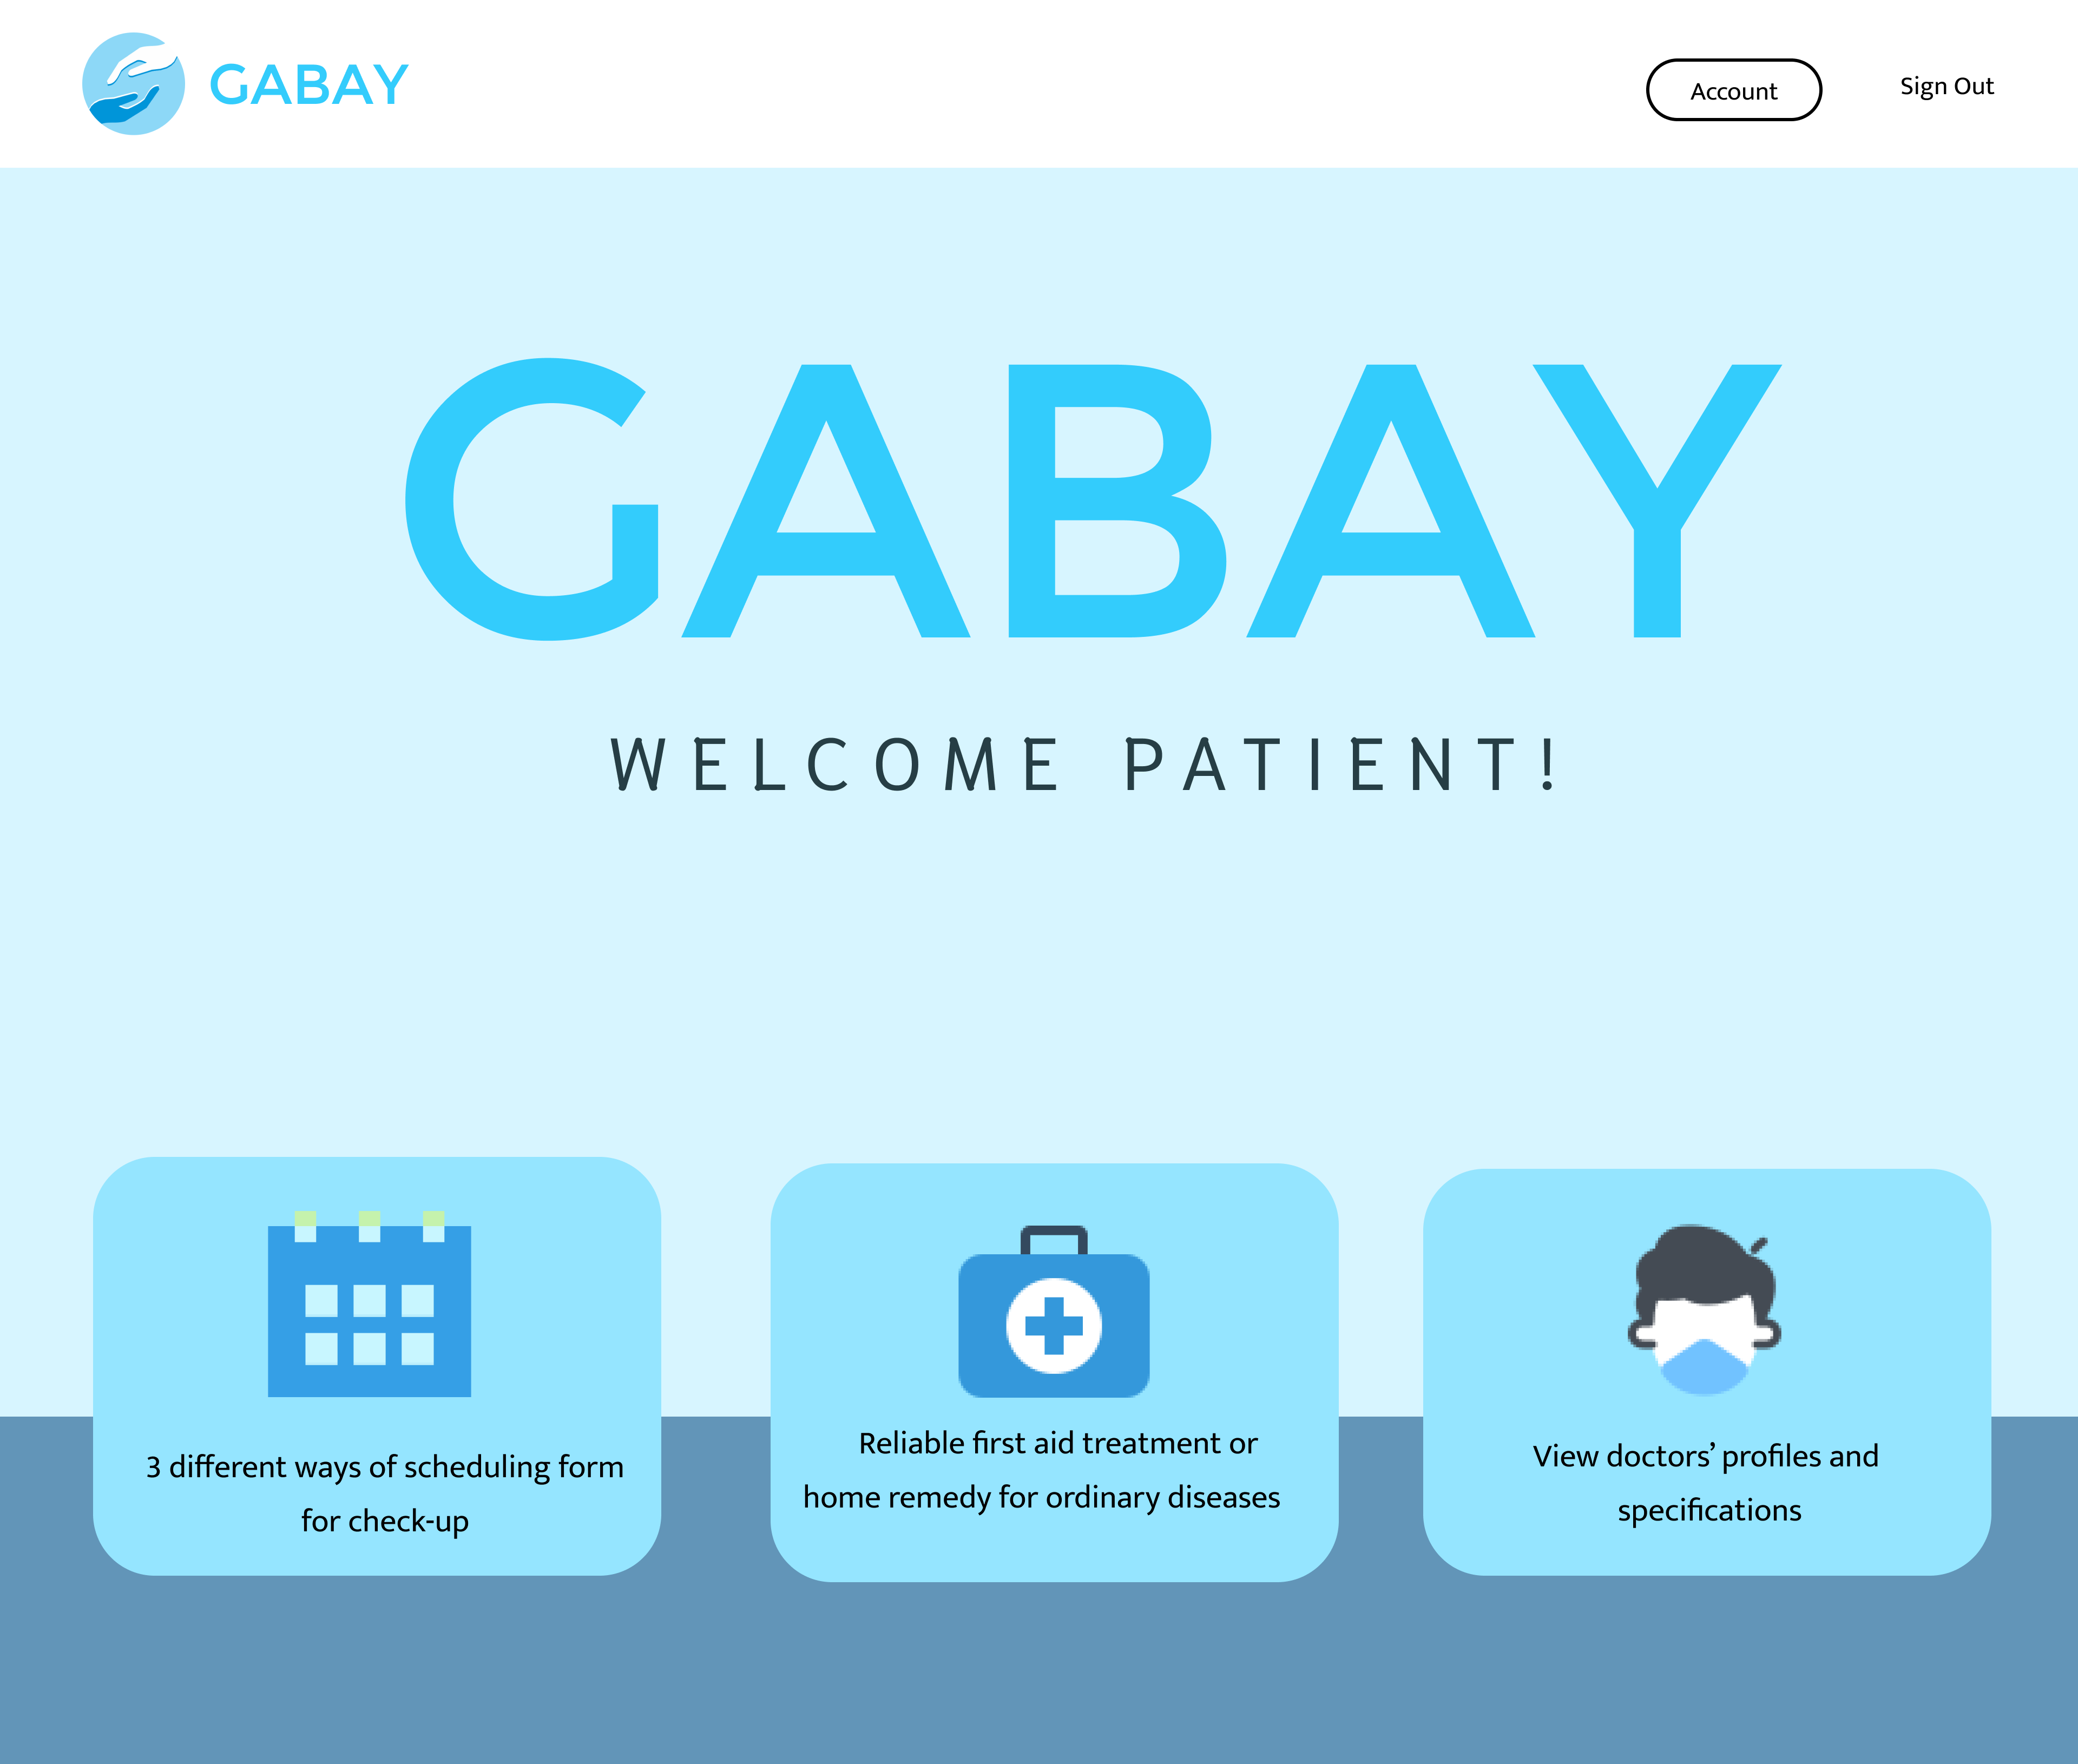 GABAY
Account
Sign Out
GABAY
WELCOME PATIENT!
3 different ways of scheduling form
for check-up
Reliable first aid treatment or
home remedy for ordinary diseases
View doctors’ profiles and
specifications